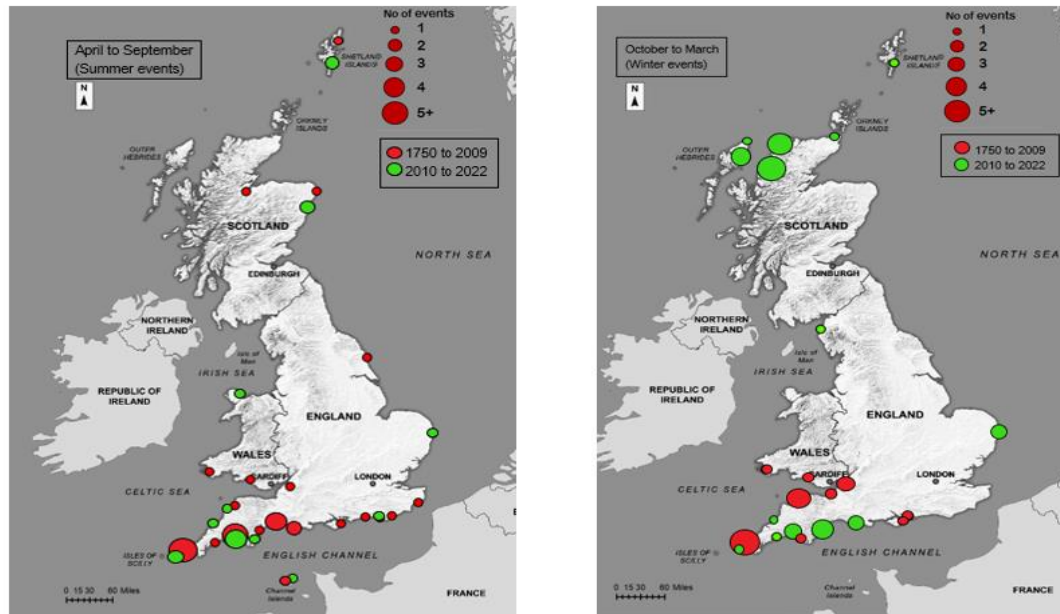 April to September
(Summer events)
N
No of events
1
2
3
4
5+
1750 to 2009
2010 to 2022
SHETLAND
ISLANDS
ORKNEY
ISLANDS
OUTER
HEBRIDES
SCOTLAND
NORTH SEA
EDINBURGH
NORTHERN
IRELAND
Isle of
Man
IRISH SEA
REPUBLIC OF
IRELAND
ENGLAND
WALES
CARDIFF
LONDON
CELTIC SEA
ISLES OF
SCILLY
ENGLISH CHANNEL
Channel
Islands
FRANCE
0 15 30 60 Miles
October to March
(Winter events)
N
No of events
1
2
3
4
5+
1750 to 2009
2010 to 2022
SHETLAND
ISLANDS
ORKNEY
ISLANDS
OUTER
HEBRIDES
SCOTLAND
NORTH SEA
EDINBURGH
NORTHERN
IRELAND
Isle of
Man
IRISH SEA
REPUBLIC OF
IRELAND
ENGLAND
WALES
CARDIFF
LONDON
CELTIC SEA
ISLES OF
SCILLY
ENGLISH CHANNEL
Channel
Islands
FRANCE
0 15 30 60 Miles